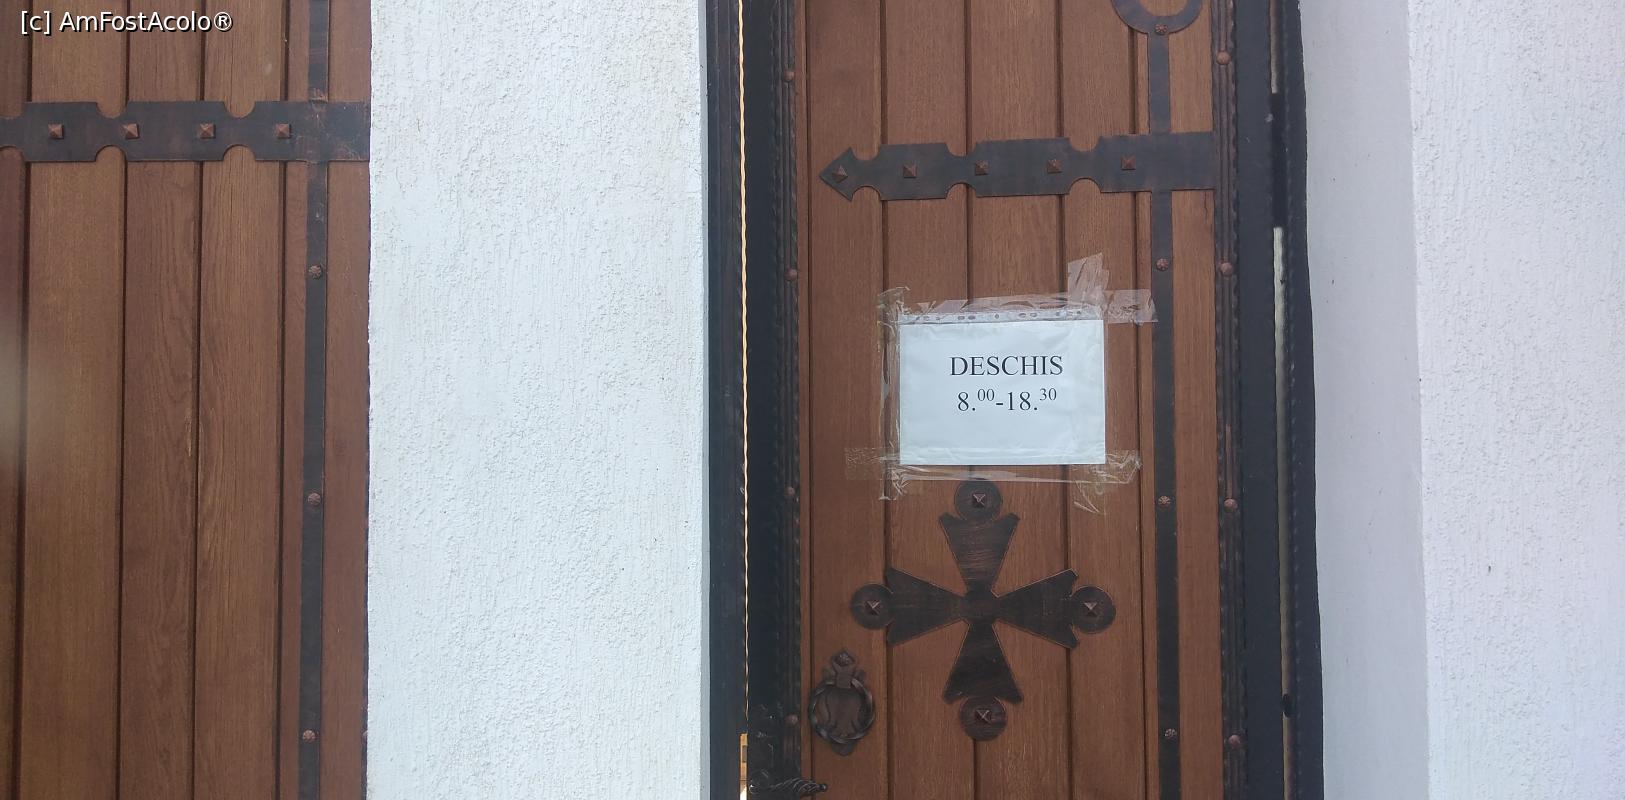 [c] AmFostAcolo®
DESCHIS
8.00-18.30